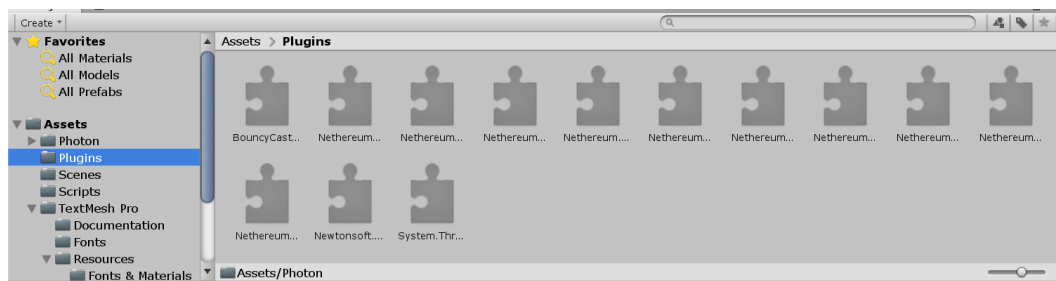 Create
Favorites
All Materials
All Models
All Prefabs
Assets
Photon
Plugins
Scenes
Scripts
TextMesh Pro
Documentation
Fonts
Resources
Fonts & Materials
Assets > Plugins
BouncyCast... Nethereum... Nethereum... Nethereum... Nethereum.... Nethereum... Nethereum... Nethereum... Nethereum... Nethereum...
Nethereum... Newtonsoft.... System.Thr...
Assets/Photon